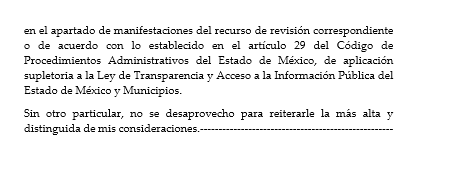 en el apartado de manifestaciones del recurso de revisión correspondiente
o de acuerdo con lo establecido en el artículo 29 del Código de
Procedimientos Administrativos del Estado de México, de aplicación
supletoria a la Ley de Transparencia y Acceso a la Información Pública del
Estado de México y Municipios.
Sin otro particular, no se desaprovecho para reiterarle la más alta y
distinguida de mis consideraciones.----------------------------------------------------